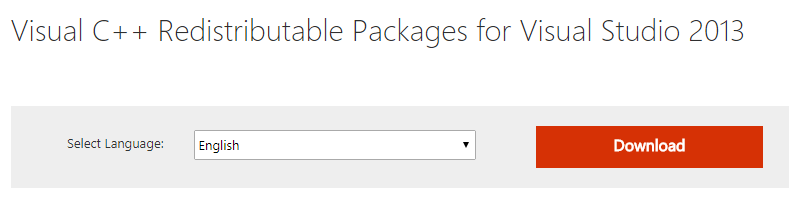 Visual C++ Redistributable Packages for Visual Studio 2013
Select Language: English Download